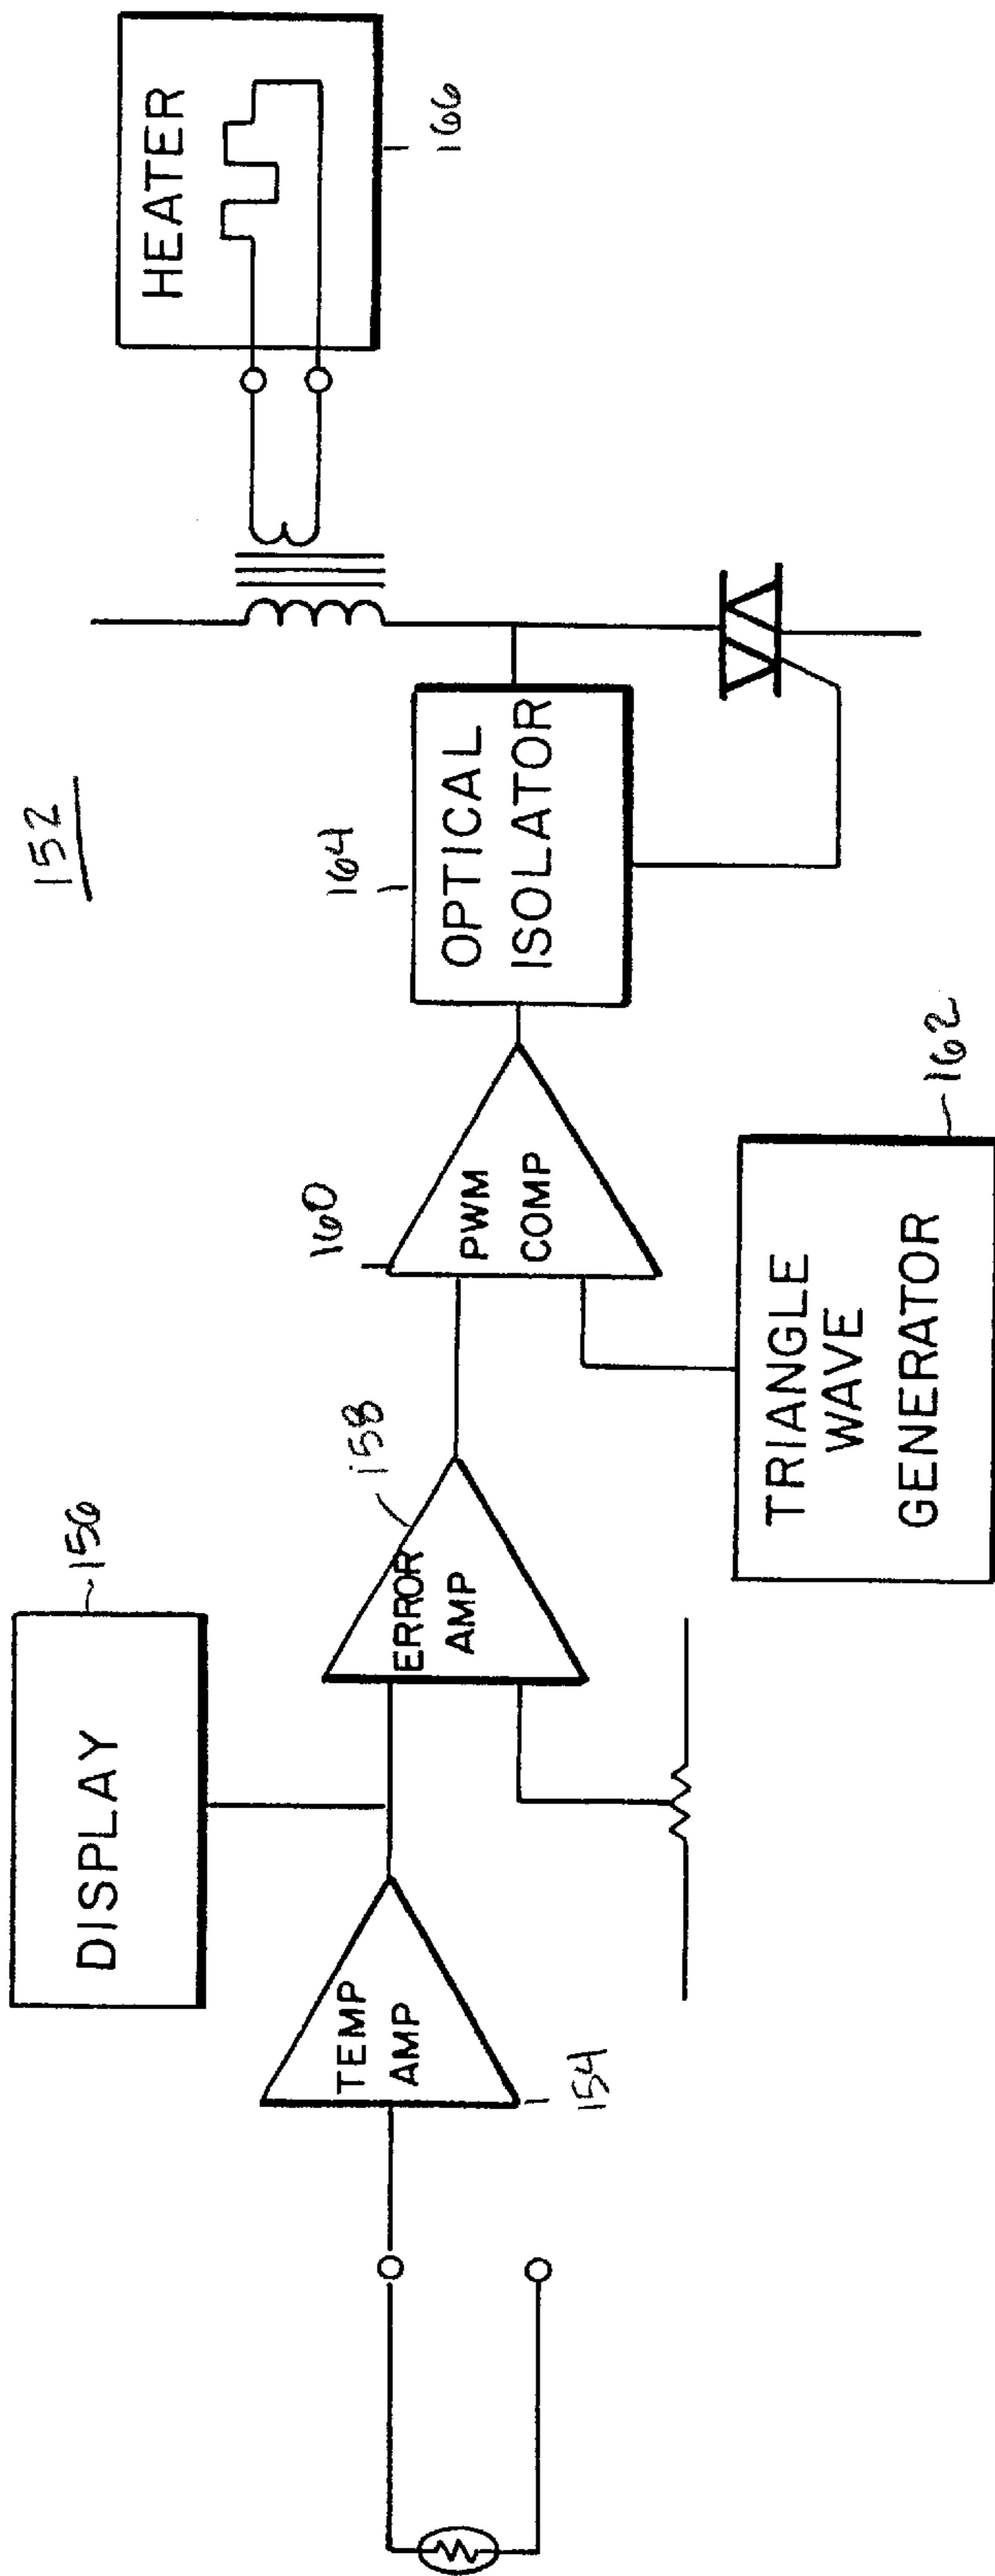 152
DISPLAY
156
TEMP
AMP
154
ERROR
AMP
158
PWM
COMP
160
TRIANGLE
WAVE
GENERATOR
162
OPTICAL
ISOLATOR
164
HEATER
166